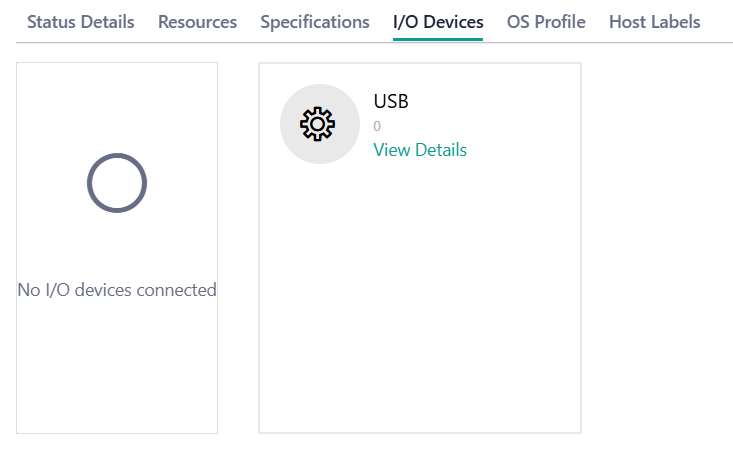 Status Details Resources Specifications I/O Devices OS Profile Host Labels
No I/O devices connected
USB
0
View Details